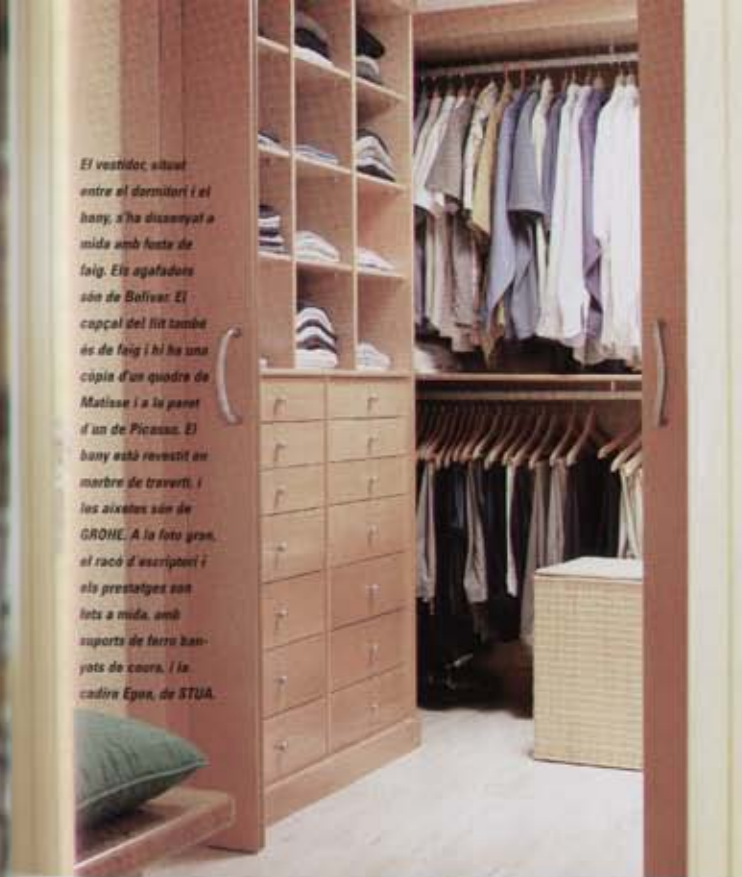 El vestidor, situat
entre el dormitori i el
bany, s'ha dissenyat a
mida amb fusta de
faig. Els agafadors
són de Bolívar. El
capçal del llit també
és de faig i hi ha una
còpia d'un quadre de
Matisse i a la paret
d'un de Picasso. El
bany està revestit en
marbre de travertí, i
les aixetes són de
GROHE. A la foto gran,
el racó d'escriptori i
els prestatges són
fets a mida, amb
suports de ferro ban-
yats de coure, i la
cadira Epoa, de STUA.